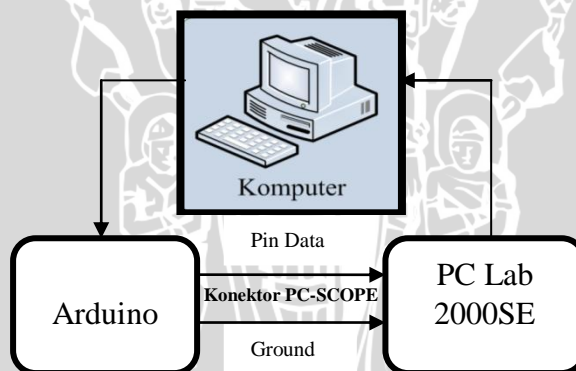 Komputer
Pin Data
Arduino
Konektor PC-SCOPE
PC Lab
2000SE
Ground